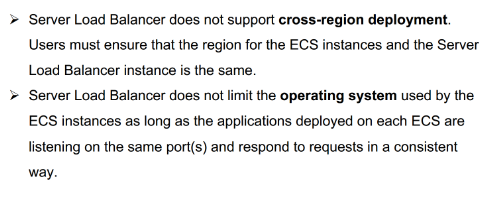 ➤ Server Load Balancer does not support cross-region deployment.
Users must ensure that the region for the ECS instances and the Server
Load Balancer instance is the same.
➤ Server Load Balancer does not limit the operating system used by the
ECS instances as long as the applications deployed on each ECS are
listening on the same port(s) and respond to requests in a consistent
way.